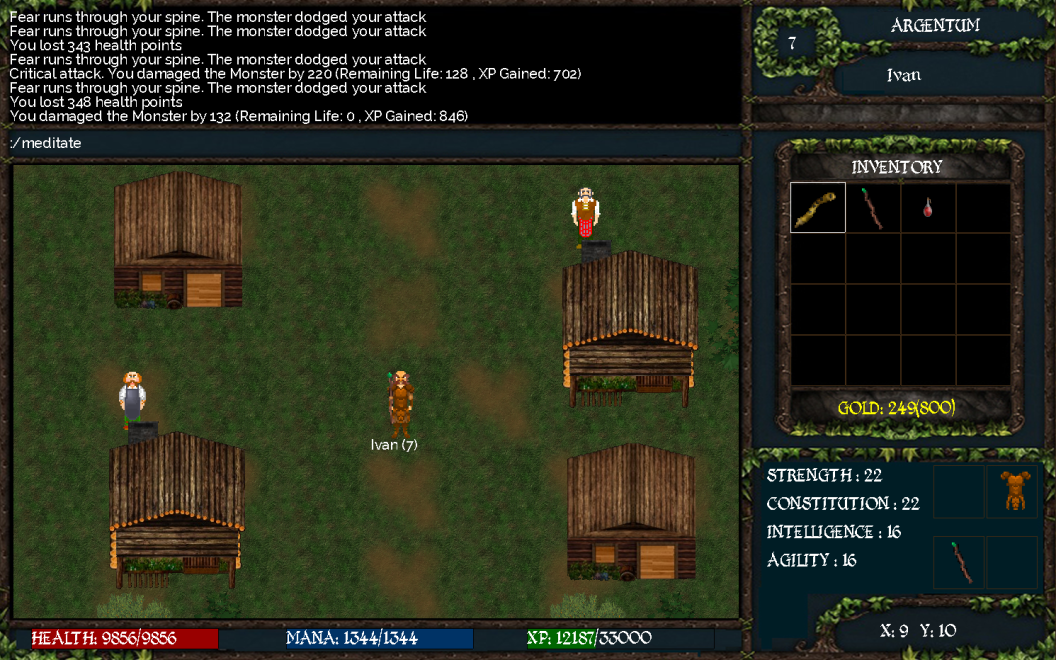 Fear runs through your spine. The monster dodged your attack
Fear runs through your spine. The monster dodged your attack
You lost 343 health points
Fear runs through your spine. The monster dodged your attack
Critical attack. You damaged the Monster by 220 (Remaining Life: 128 , XP Gained: 702)
Fear runs through your spine. The monster dodged your attack
You lost 348 health points
You damaged the Monster by 132 (Remaining Life: 0 , XP Gained: 846)
:/meditate
7
ARGENTUM
Ivan
INVENTORY
GOLD: 249(800)
Ivan (7)
STRENGTH : 22
CONSTITUTION : 22
INTELLIGENCE : 16
AGILITY : 16
HEALTH: 9856/9856
MANA: 1344/1344
XP: 12187/33000
X: 9 Y: 10